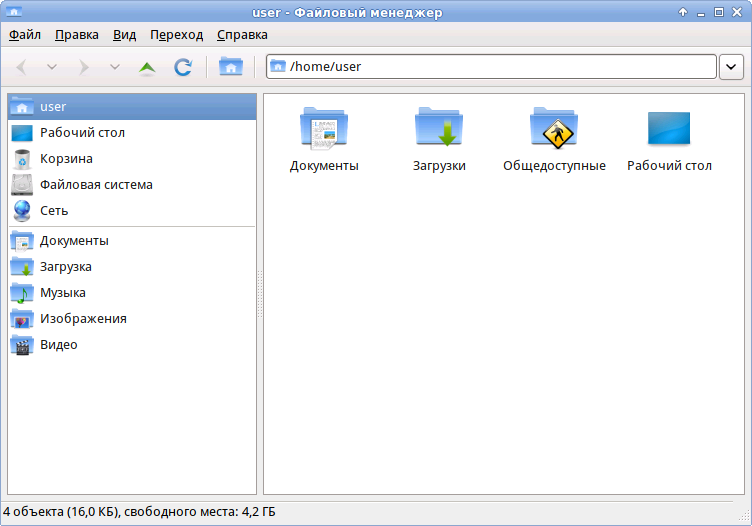 user - Файловый менеджер
Файл Правка Вид Переход Справка
/home/user
user
Рабочий стол
Корзина
Файловая система
Сеть
Документы
Загрузка
Музыка
Изображения
Видео
Документы Загрузки Общедоступные Рабочий стол
4 объекта (16,0 КБ), свободного места: 4,2 ГБ